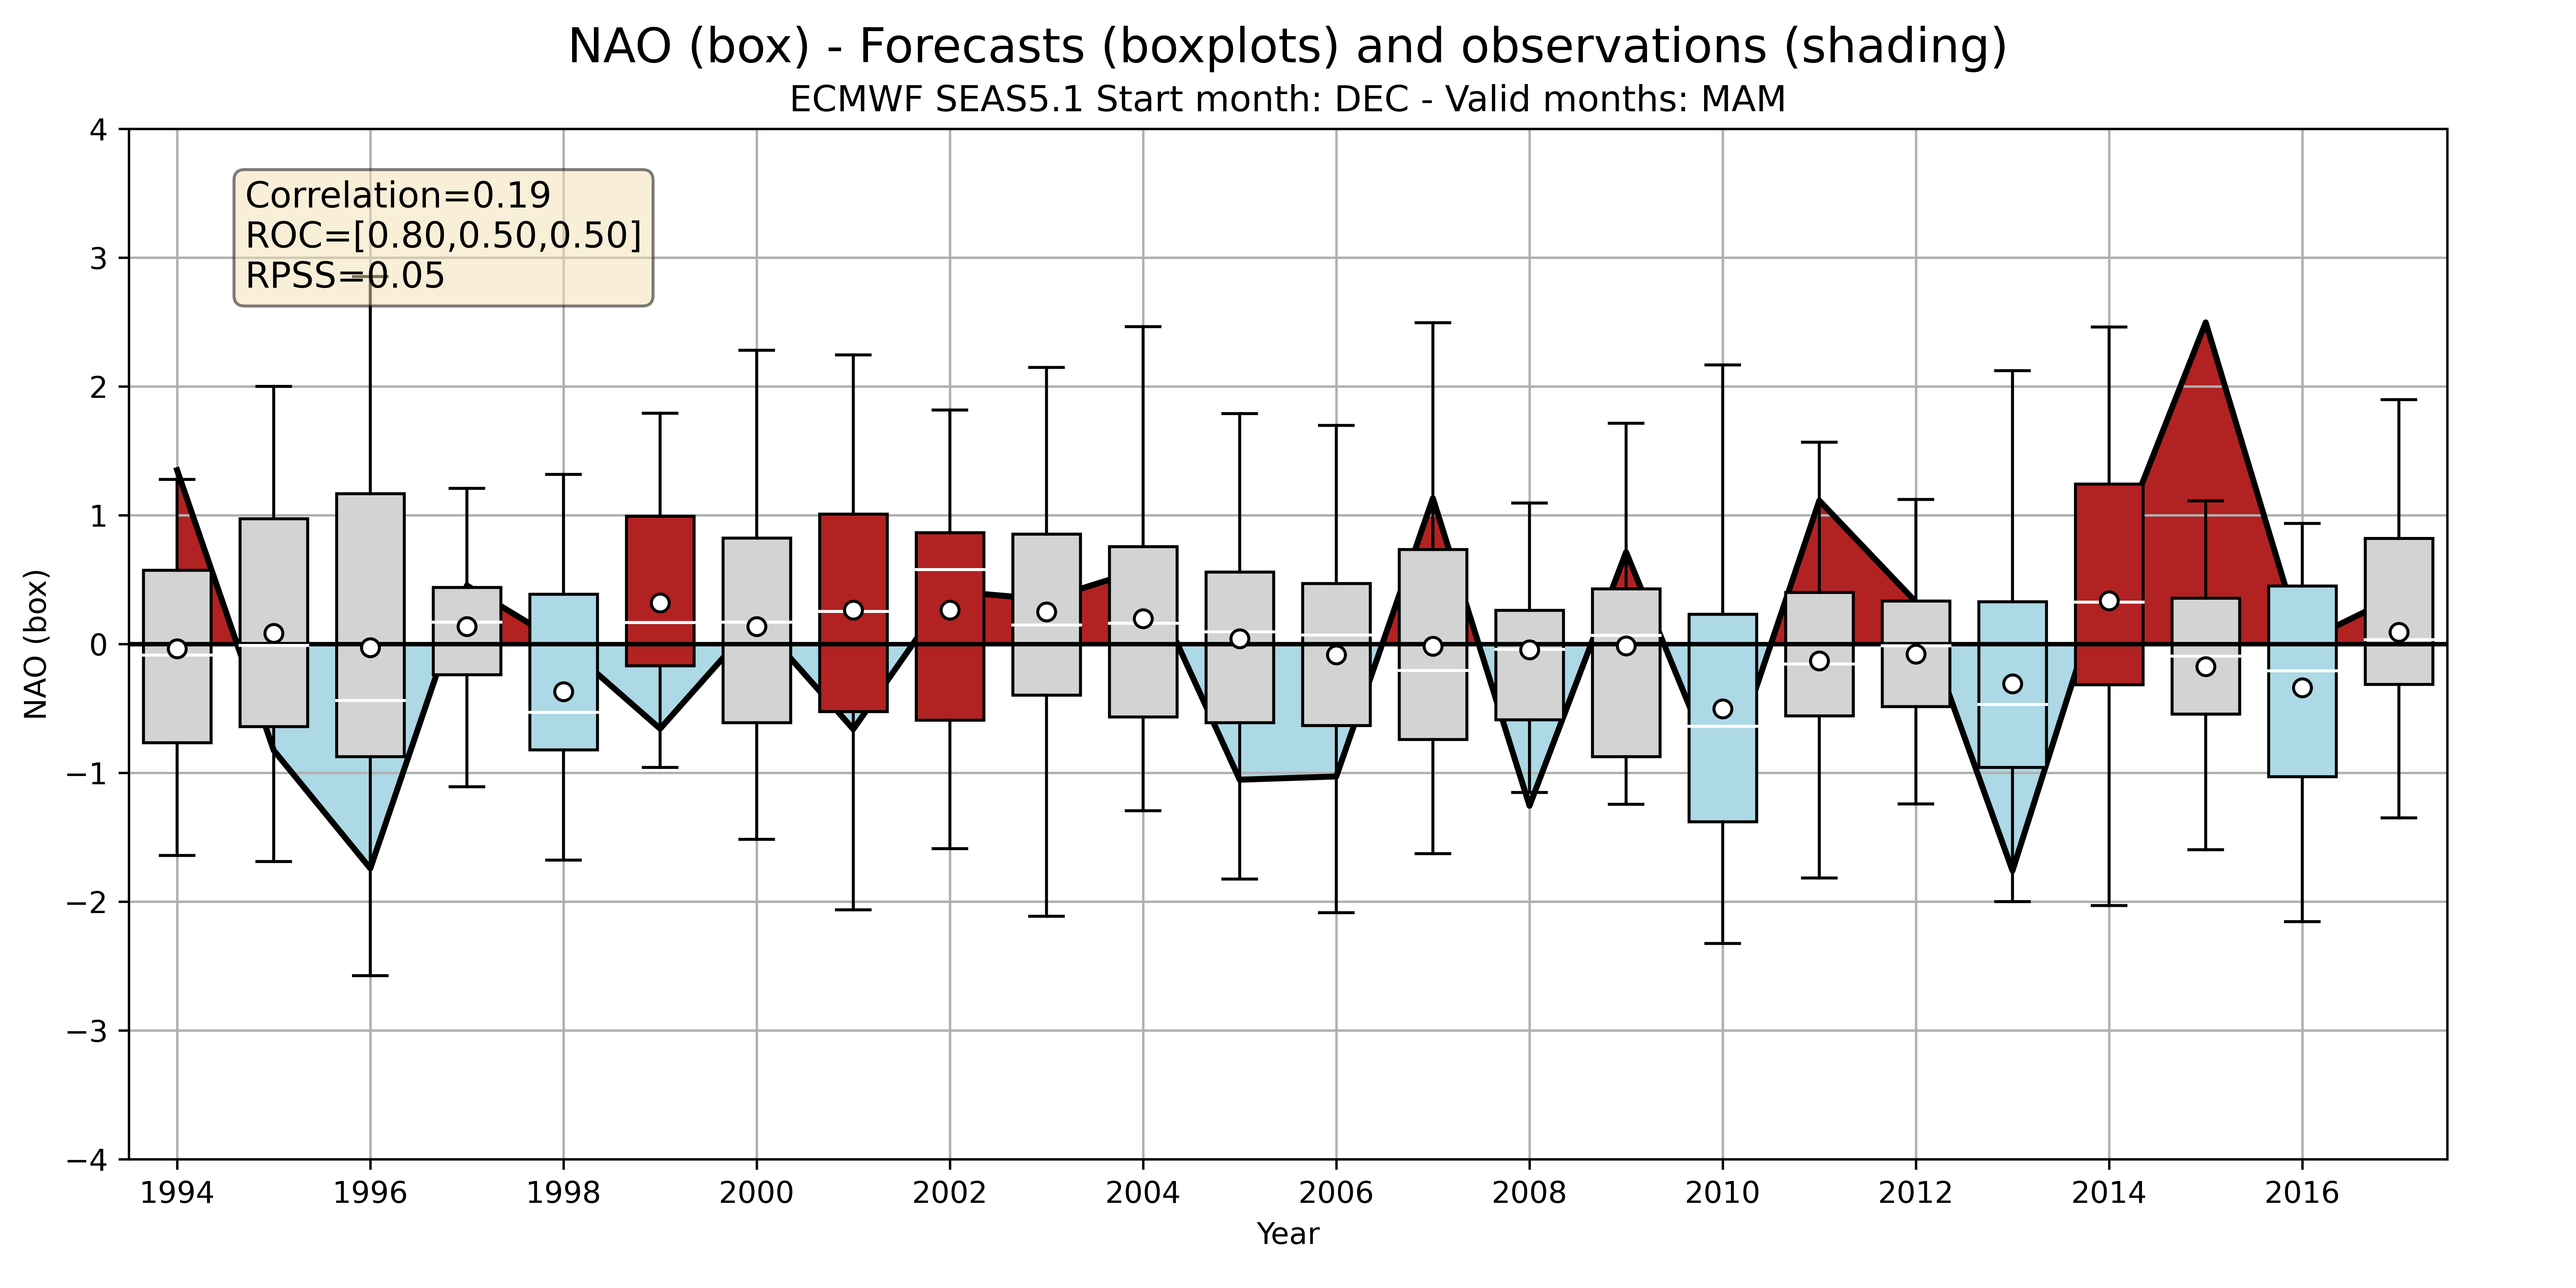 NAO (box) - Forecasts (boxplots) and observations (shading)
ECMWF SEAS5.1 Start month: DEC - Valid months: MAM
Correlation=0.19
ROC=[0.80,0.50,0.50]
RPSS=0.05
NAO (box)
4
3
2
1
0
−1
−2
−3
−4
1994 1996 1998 2000 2002 2004 2006 2008 2010 2012 2014 2016
Year